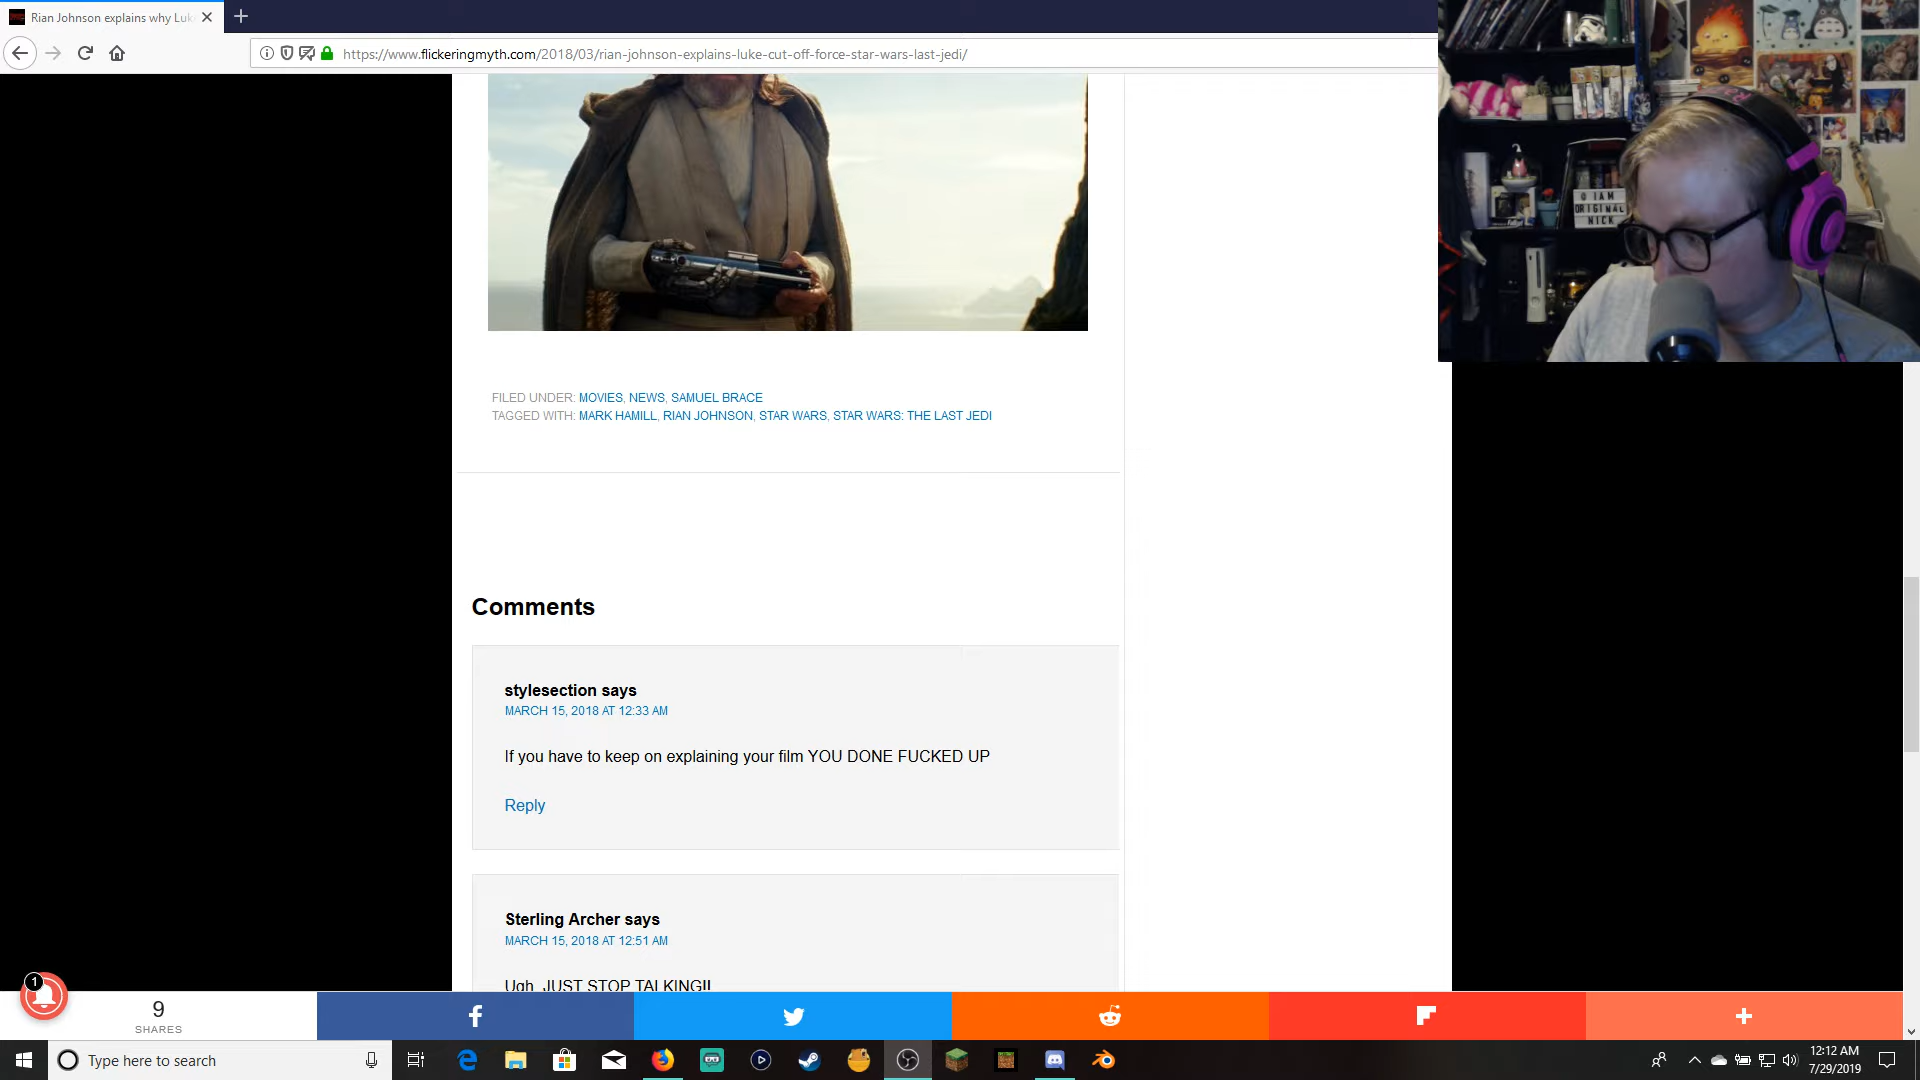 Rian Johnson explains why Luk
https://www.flickeringmyth.com/2018/03/rian-johnson-explains-luke-cut-off-force-star-wars-last-jedi/
@ IAM
ORIGINAL
NICK
FILED UNDER: MOVIES, NEWS, SAMUEL BRACE
TAGGED WITH: MARK HAMILL, RIAN JOHNSON, STAR WARS, STAR WARS: THE LAST JEDI
Comments
stylesection says
MARCH 15, 2018 AT 12:33 AM
If you have to keep on explaining your film YOU DONE FUCKED UP
Reply
Sterling Archer says
MARCH 15, 2018 AT 12:51 AM
Ugh, JUST STOP TALKING!!
1
9
SHARES
Type here to search
12:12 AM
7/29/2019